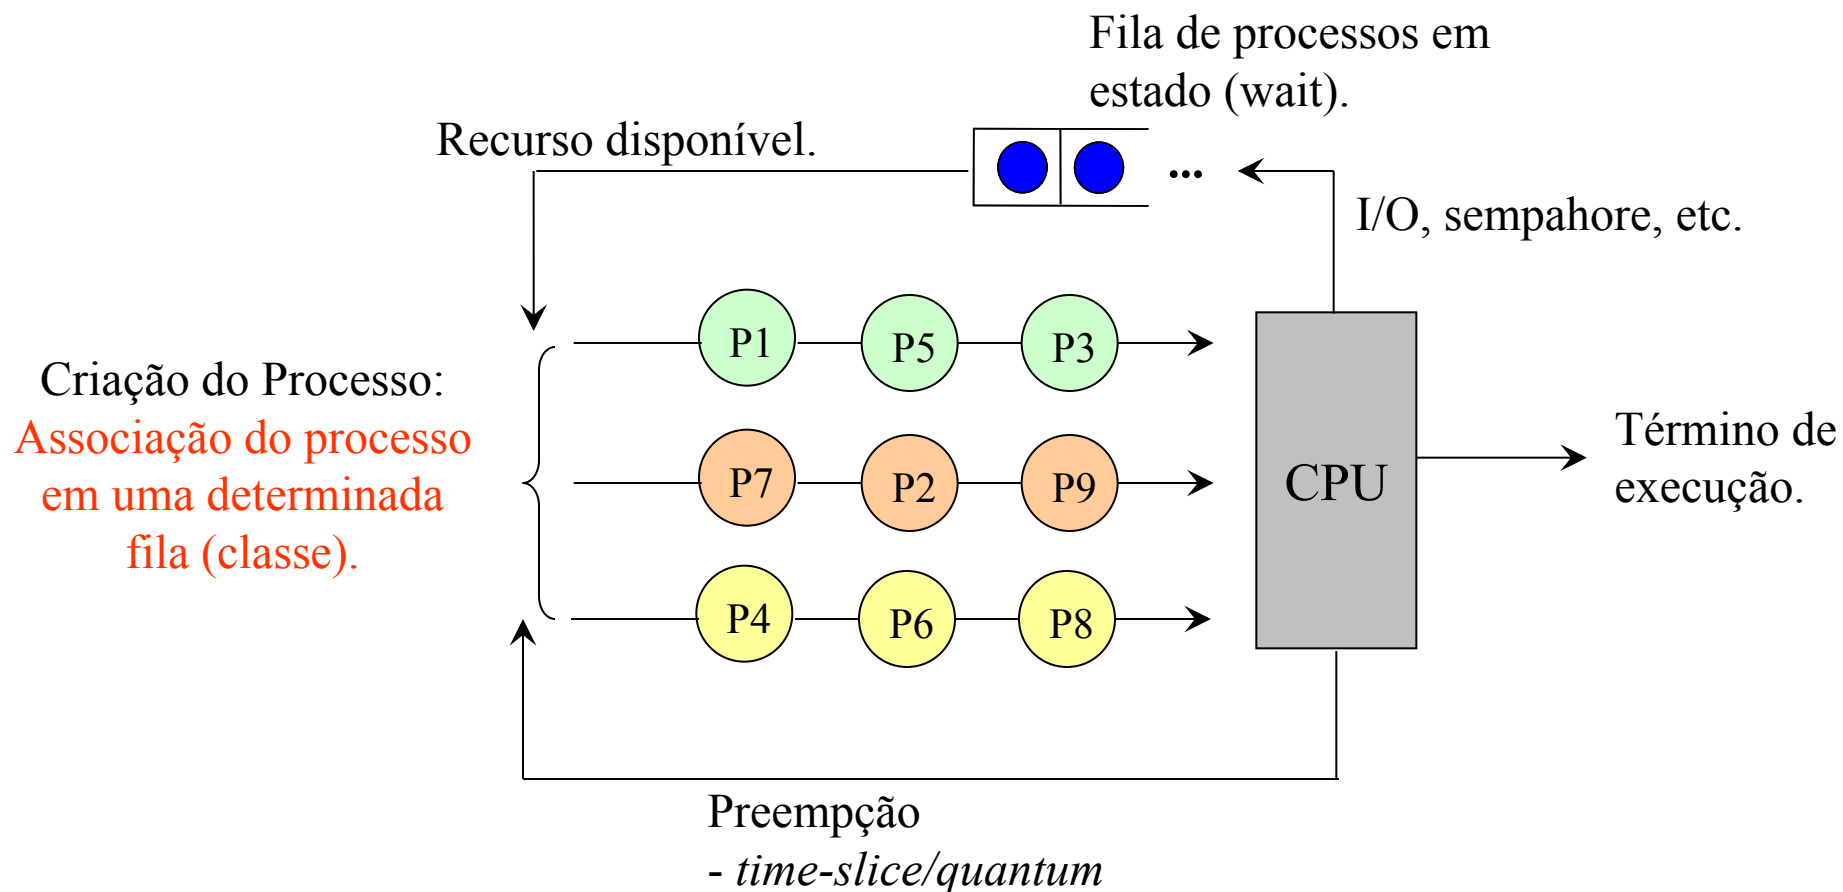 Fila de processos em
estado (wait).
Recurso disponível.
...
I/O, sempahore, etc.
P1 P5 P3
Criação do Processo:
Associação do processo
em uma determinada
fila (classe).
P7 P2 P9
CPU
Término de
execução.
P4 P6 P8
Preempção
- time-slice/quantum